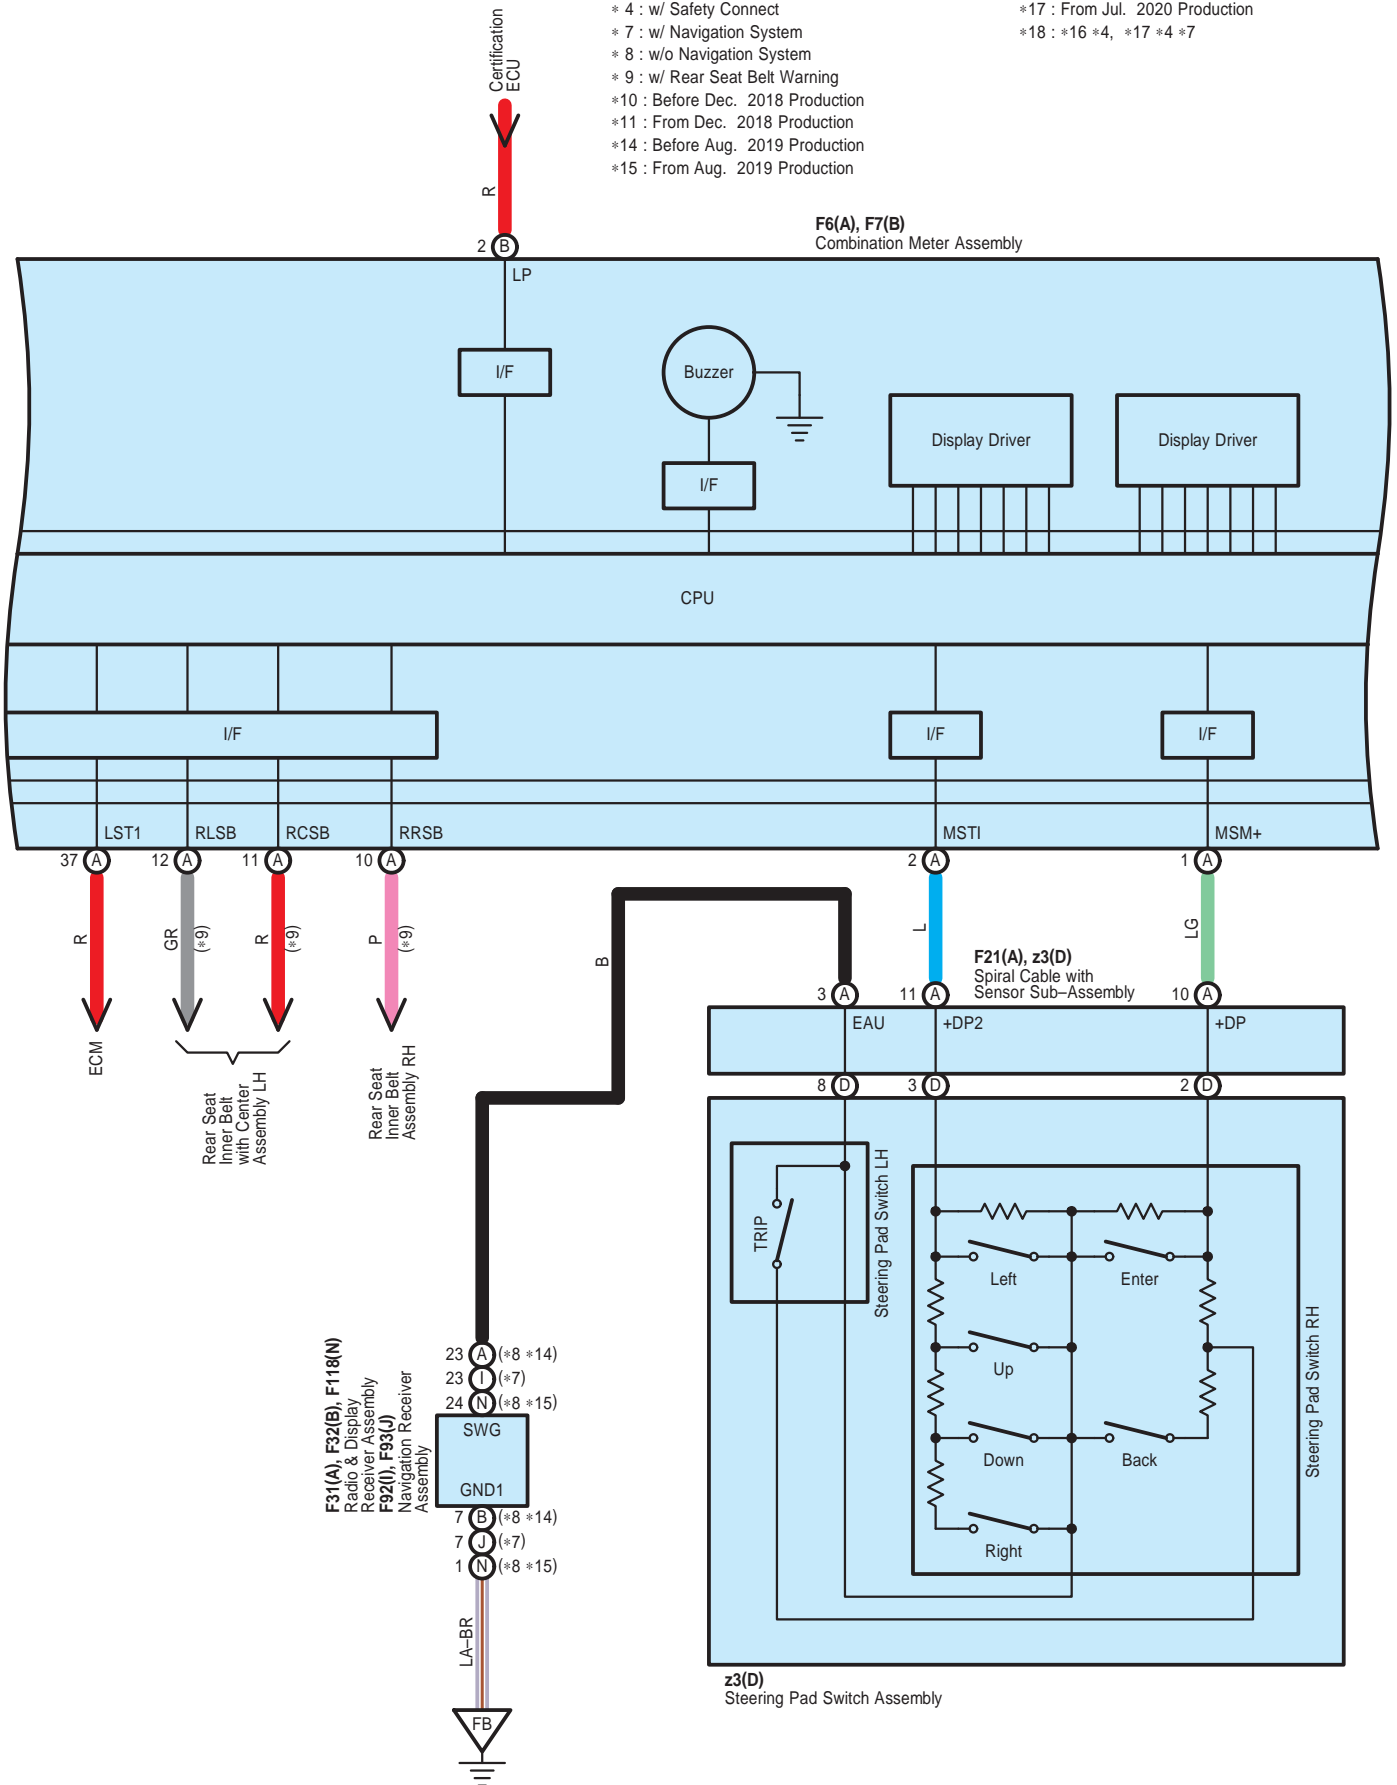 ∗ 4 : w/ Safety Connect
∗ 7 : w/ Navigation System
∗ 8 : w/o Navigation System
∗ 9 : w/ Rear Seat Belt Warning
∗10 : Before Dec. 2018 Production
∗11 : From Dec. 2018 Production
∗14 : Before Aug. 2019 Production
∗15 : From Aug. 2019 Production
∗17 : From Jul. 2020 Production
∗18 : ∗16 ∗4, ∗17 ∗4 ∗7
Certification
ECU
R
2 B
LP
F6(A), F7(B)
Combination Meter Assembly
I/F
Buzzer
I/F
Display Driver
Display Driver
CPU
I/F
I/F
I/F
LST1
RLSB
RCSB
RRSB
MSTI
MSM+
37 A
12 A
11 A
10 A
2 A
1 A
R
GR
(∗9)
R
(∗9)
P
(∗9)
B
L
LG
ECM
Rear Seat
Inner Belt
with Center
Assembly LH
Rear Seat
Inner Belt
Assembly RH
F21(A), z3(D)
Spiral Cable with
Sensor Sub–Assembly
3 A
11 A
10 A
EAU
+DP2
+DP
8 D
3 D
2 D
TRIP
Steering Pad Switch LH
Left
Enter
Up
Down
Back
Right
Steering Pad Switch RH
z3(D)
Steering Pad Switch Assembly
23 A (∗8 ∗14)
23 I (∗7)
24 N (∗8 ∗15)
SWG
GND1
F31(A), F32(B), F118(N)
Radio & Display
Receiver Assembly
F92(I), F93(J)
Navigation Receiver
Assembly
7 B (∗8 ∗14)
7 J (∗7)
1 N (∗8 ∗15)
LA–BR
FB